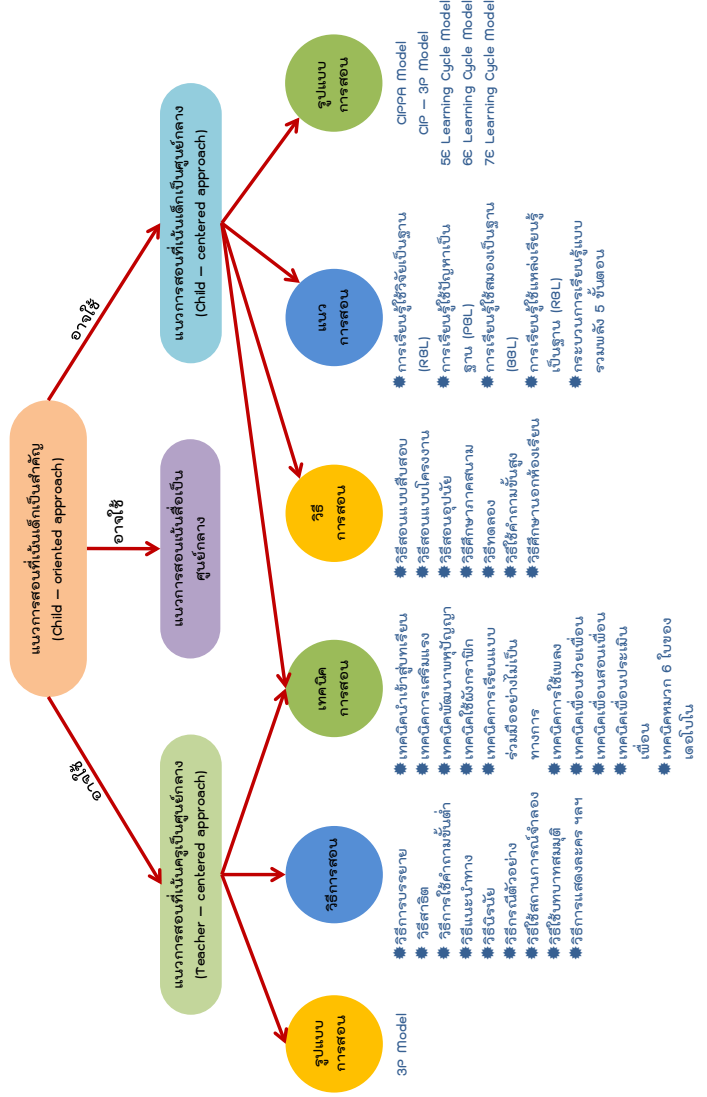 แนวการสอนที่เน้นเด็กเป็นสำคัญ
(Child – oriented approach)
อาจใช้
อาจใช้
อาจใช้
แนวการสอนที่เน้นครูเป็นศูนย์กลาง
(Teacher – centered approach)
แนวการสอนเน้นสื่อเป็น
ศูนย์กลาง
แนวการสอนที่เน้นเด็กเป็นศูนย์กลาง
(Child – centered approach)
รูปแบบ
การสอน
3P Model
วิธีการสอน
วิธีการบรรยาย
วิธีสาธิต
วิธีการใช้คำถามขั้นต่ำ
วิธีแนะนำทาง
วิธีนิรนัย
วิธีกรณีตัวอย่าง
วิธีใช้สถานการณ์จำลอง
วิธีใช้บทบาทสมมุติ
วิธีการแสดงละคร ฯลฯ
เทคนิค
การสอน
เทคนิคนำเข้าสู่บทเรียน
เทคนิคการเสริมแรง
เทคนิคพัฒนาพหุปัญญา
เทคนิคใช้ผังกราฟิก
เทคนิคการเรียนแบบ
ร่วมมืออย่างไม่เป็น
ทางการ
เทคนิคการใช้เพลง
เทคนิคเพื่อนช่วยเพื่อน
เทคนิคเพื่อนสอนเพื่อน
เทคนิคเพื่อนประเมิน
เพื่อน
เทคนิคหมวก 6 ใบของ
เดอโบโน
วิธี
การสอน
วิธีสอนแบบสืบสอบ
วิธีสอนแบบโครงงาน
วิธีสอนอุปนัย
วิธีศึกษาภาคสนาม
วิธีทดลอง
วิธีใช้คำถามขั้นสูง
วิธีศึกษานอกห้องเรียน
แนว
การสอน
การเรียนรู้ใช้วิจัยเป็นฐาน
(RBL)
การเรียนรู้ใช้ปัญหาเป็น
ฐาน (PBL)
การเรียนรู้ใช้สมองเป็นฐาน
(BBL)
การเรียนรู้ใช้แหล่งเรียนรู้
เป็นฐาน (RBL)
กระบวนการเรียนรู้แบบ
รวมพลัง 5 ขั้นตอน
รูปแบบ
การสอน
CIPPA Model
CIP – 3P Model
5E Learning Cycle Model
6E Learning Cycle Model
7E Learning Cycle Model